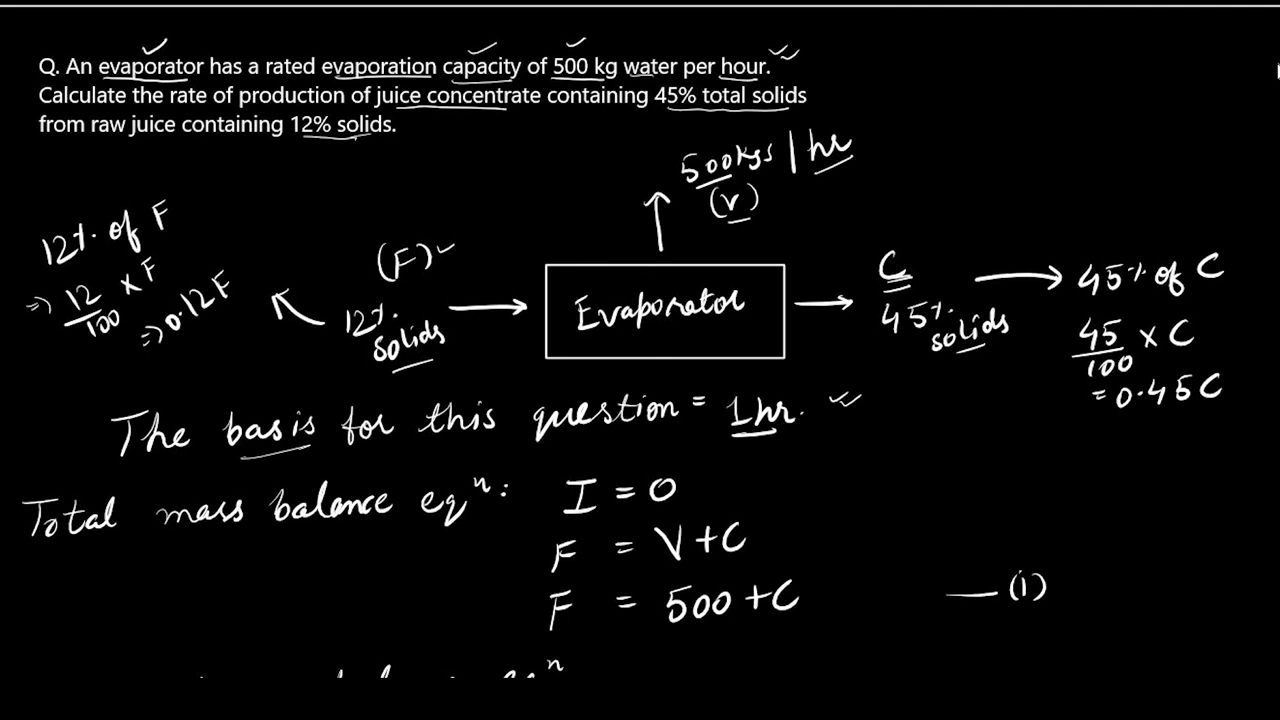 Q. An evaporator has a rated evaporation capacity of 500 kg water per hour.
Calculate the rate of production of juice concentrate containing 45% total solids
from raw juice containing 12% solids.
500kgs / hr
(V)
12% of F
⇒ 12/100 × F
⇒ 0.12F
(F)
12%
solids
Evaporator
C
45%
solids
45% of C
45/100 × C
= 0.45C
The basis for this question = 1hr.
Total mass balance eqⁿ: I = O
F = V+C
F = 500+C —(i)